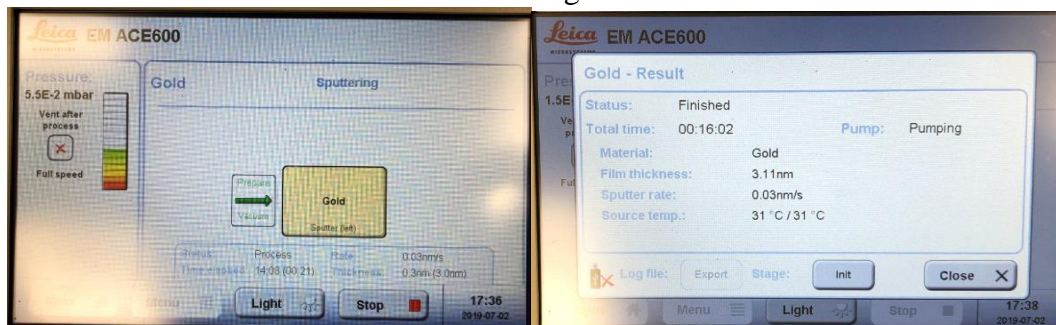 Leica EM ACE600
Pressure:
5.5E-2 mbar
Vent after
process
Full speed
Gold Sputtering
Prepare
Vacuum
Gold
Sputter (left)
Status: Process Rate 0.03nm/s
Time elapsed 14:08 (00:21) Thickness 0.3nm (3.0nm)
Menu Light Stop 17:36
2019-07-02
Leica EM ACE600
MICROSYSTEMS
Gold - Result
1.5E
Status: Finished
Total time: 00:16:02 Pump: Pumping
Material: Gold
Film thickness: 3.11nm
Sputter rate: 0.03nm/s
Source temp.: 31 °C / 31 °C
Log file: Export Stage: Init Close
Menu Light Stop 17:38
2019-07-02